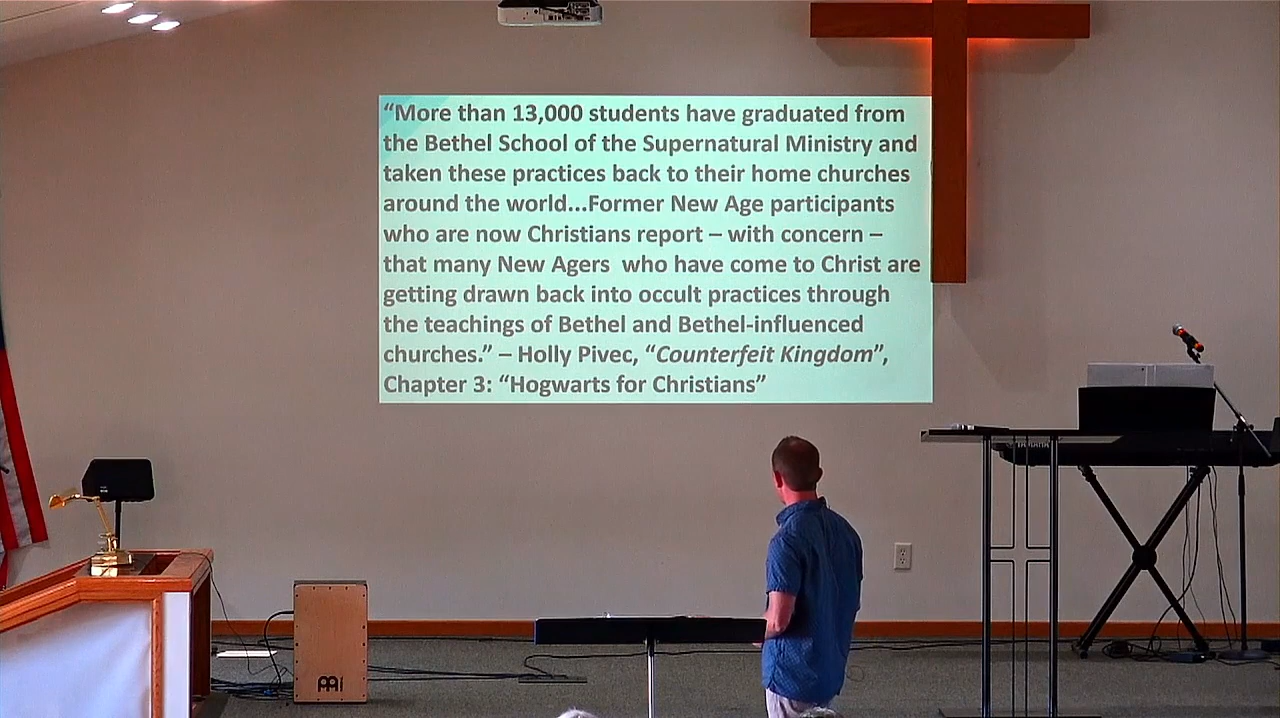 “More than 13,000 students have graduated from
the Bethel School of the Supernatural Ministry and
taken these practices back to their home churches
around the world...Former New Age participants
who are now Christians report – with concern –
that many New Agers  who have come to Christ are
getting drawn back into occult practices through
the teachings of Bethel and Bethel-influenced
churches.” – Holly Pivec, “Counterfeit Kingdom”,
Chapter 3: “Hogwarts for Christians”